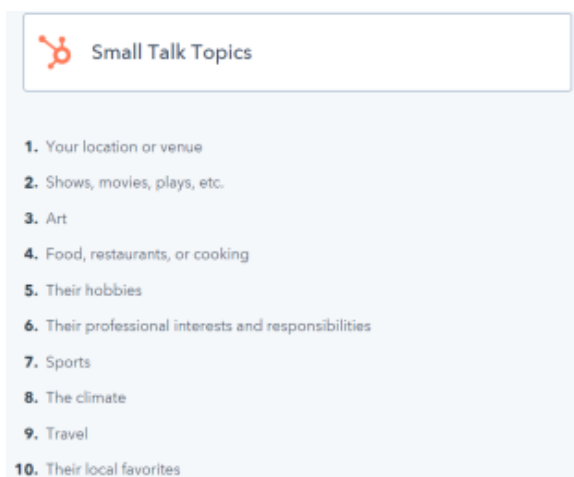 Small Talk Topics
1. Your location or venue
2. Shows, movies, plays, etc.
3. Art
4. Food, restaurants, or cooking
5. Their hobbies
6. Their professional interests and responsibilities
7. Sports
8. The climate
9. Travel
10. Their local favorites